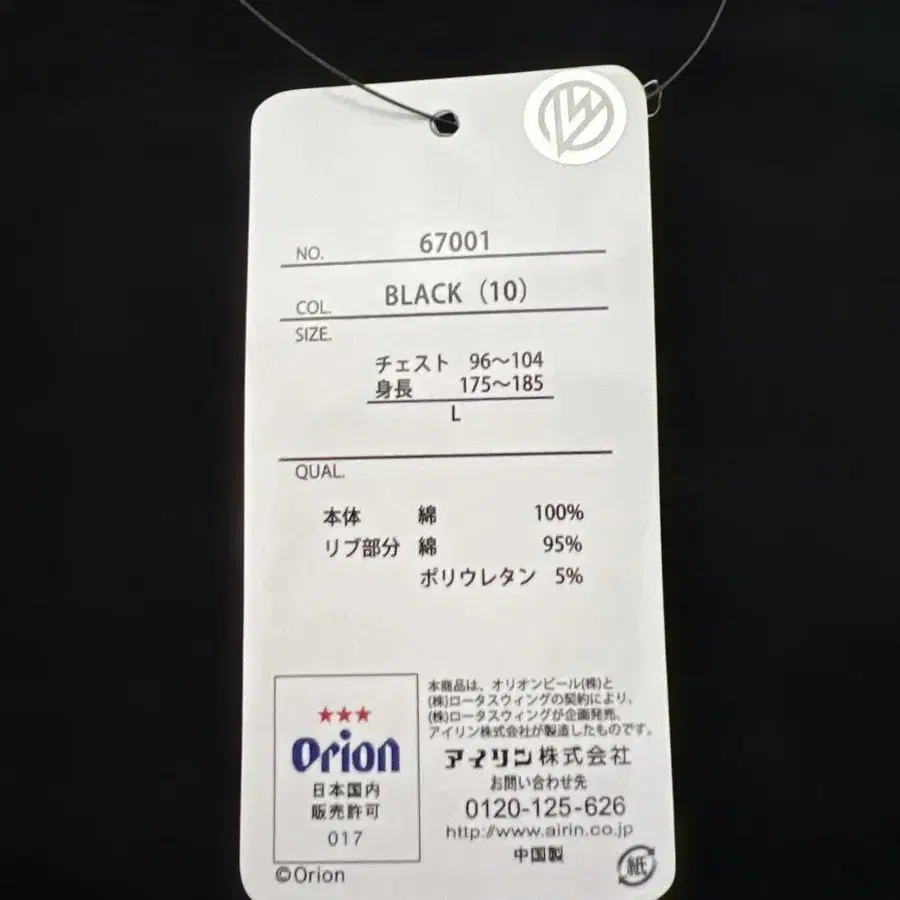 NO. 67001
COL. BLACK（10）
SIZE.
チェスト 96～104
身長 175～185
L
QUAL.
本体 綿 100%
リブ部分 綿 95%
ポリウレタン 5%
本商品は、オリオンビール(株)と
(株)ロータスウィングの契約により、
(株)ロータスウィングが企画発売、
アイリン株式会社が製造したものです。
アイリン株式会社
お問い合わせ先
0120-125-626
http://www.airin.co.jp
中国製
紙
Orion
日本国内
販売許可
017
©Orion